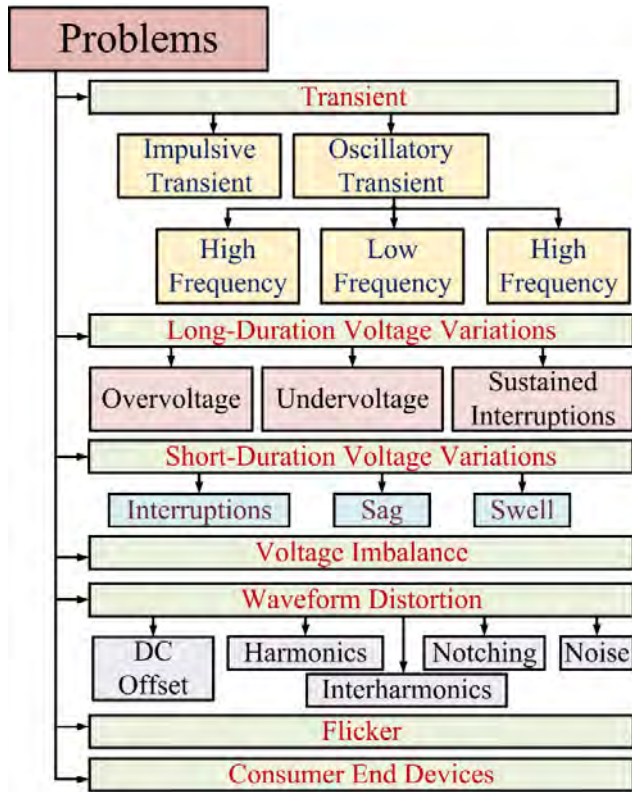 Problems
Transient
Impulsive
Transient
Oscillatory
Transient
High
Frequency
Low
Frequency
High
Frequency
Long-Duration Voltage Variations
Overvoltage
Undervoltage
Sustained
Interruptions
Short-Duration Voltage Variations
Interruptions
Sag
Swell
Voltage Imbalance
Waveform Distortion
DC
Offset
Harmonics
Interharmonics
Notching
Noise
Flicker
Consumer End Devices